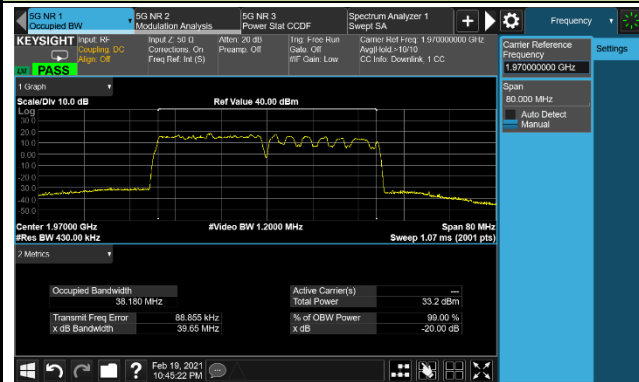 5G NR 1
Occupied BW
5G NR 2
Modulation Analysis
5G NR 3
Power Stat CCDF
Spectrum Analyzer 1
Swept SA
Frequency
KEYSIGHT
Input: RF
Coupling: DC
Align: Off
Input Z: 50 Ω
Corrections: On
Freq Ref: Int (S)
Atten: 20 dB
Preamp: Off
Trig: Free Run
Gate: Off
#IF Gain: Low
Carrier Ref Freq: 1.970000000 GHz
Avg|Hold:>10/10
CC Info: Downlink, 1 CC
LM PASS
Carrier Reference
Frequency
1.970000000 GHz
Settings
Span
80.000 MHz
Auto Detect
Manual
1 Graph
Scale/Div 10.0 dB
Ref Value 40.00 dBm
Log
30.0
20.0
10.0
0.00
-10.0
-20.0
-30.0
-40.0
-50.0
Center 1.97000 GHz
#Video BW 1.2000 MHz
Span 80 MHz
#Res BW 430.00 kHz
Sweep 1.07 ms (2001 pts)
2 Metrics
Occupied Bandwidth
38.180 MHz
Active Carrier(s)
---
Total Power
33.2 dBm
Transmit Freq Error
88.855 kHz
% of OBW Power
99.00 %
x dB Bandwidth
39.65 MHz
x dB
-20.00 dB
?
Feb 19, 2021
10:45:22 PM